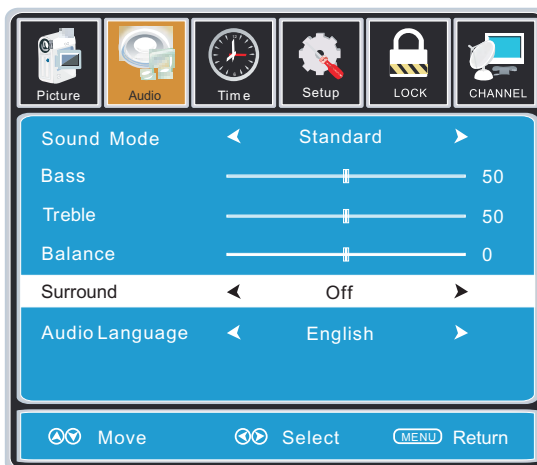 Picture Audio Time Setup LOCK CHANNEL
Sound Mode Standard
Bass 50
Treble 50
Balance 0
Surround Off
Audio Language English
Move Select MENU Return